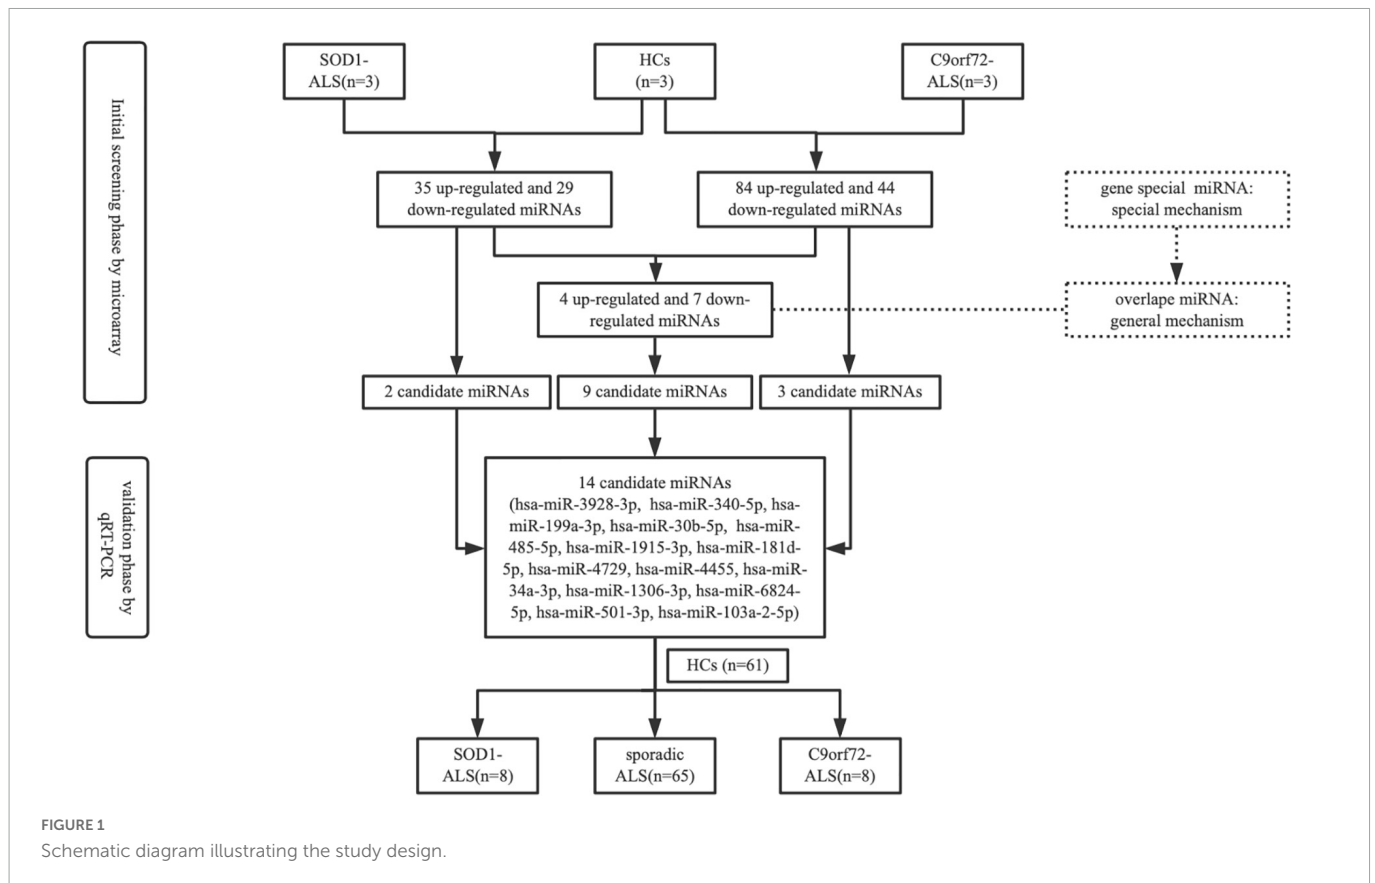 Initial screening phase by microarray
SOD1-
ALS(n=3)
HCs
(n=3)
C9orf72-
ALS(n=3)
35 up-regulated and 29
down-regulated miRNAs
84 up-regulated and 44
down-regulated miRNAs
gene special miRNA:
special mechanism
4 up-regulated and 7 down-
regulated miRNAs
overlape miRNA:
general mechanism
2 candidate miRNAs
9 candidate miRNAs
3 candidate miRNAs
validation phase by
qRT-PCR
14 candidate miRNAs
(hsa-miR-3928-3p, hsa-miR-340-5p, hsa-
miR-199a-3p, hsa-miR-30b-5p, hsa-miR-
485-5p, hsa-miR-1915-3p, hsa-miR-181d-
5p, hsa-miR-4729, hsa-miR-4455, hsa-miR-
34a-3p, hsa-miR-1306-3p, hsa-miR-6824-
5p, hsa-miR-501-3p, hsa-miR-103a-2-5p)
HCs (n=61)
SOD1-
ALS(n=8)
sporadic
ALS(n=65)
C9orf72-
ALS(n=8)
FIGURE 1
Schematic diagram illustrating the study design.